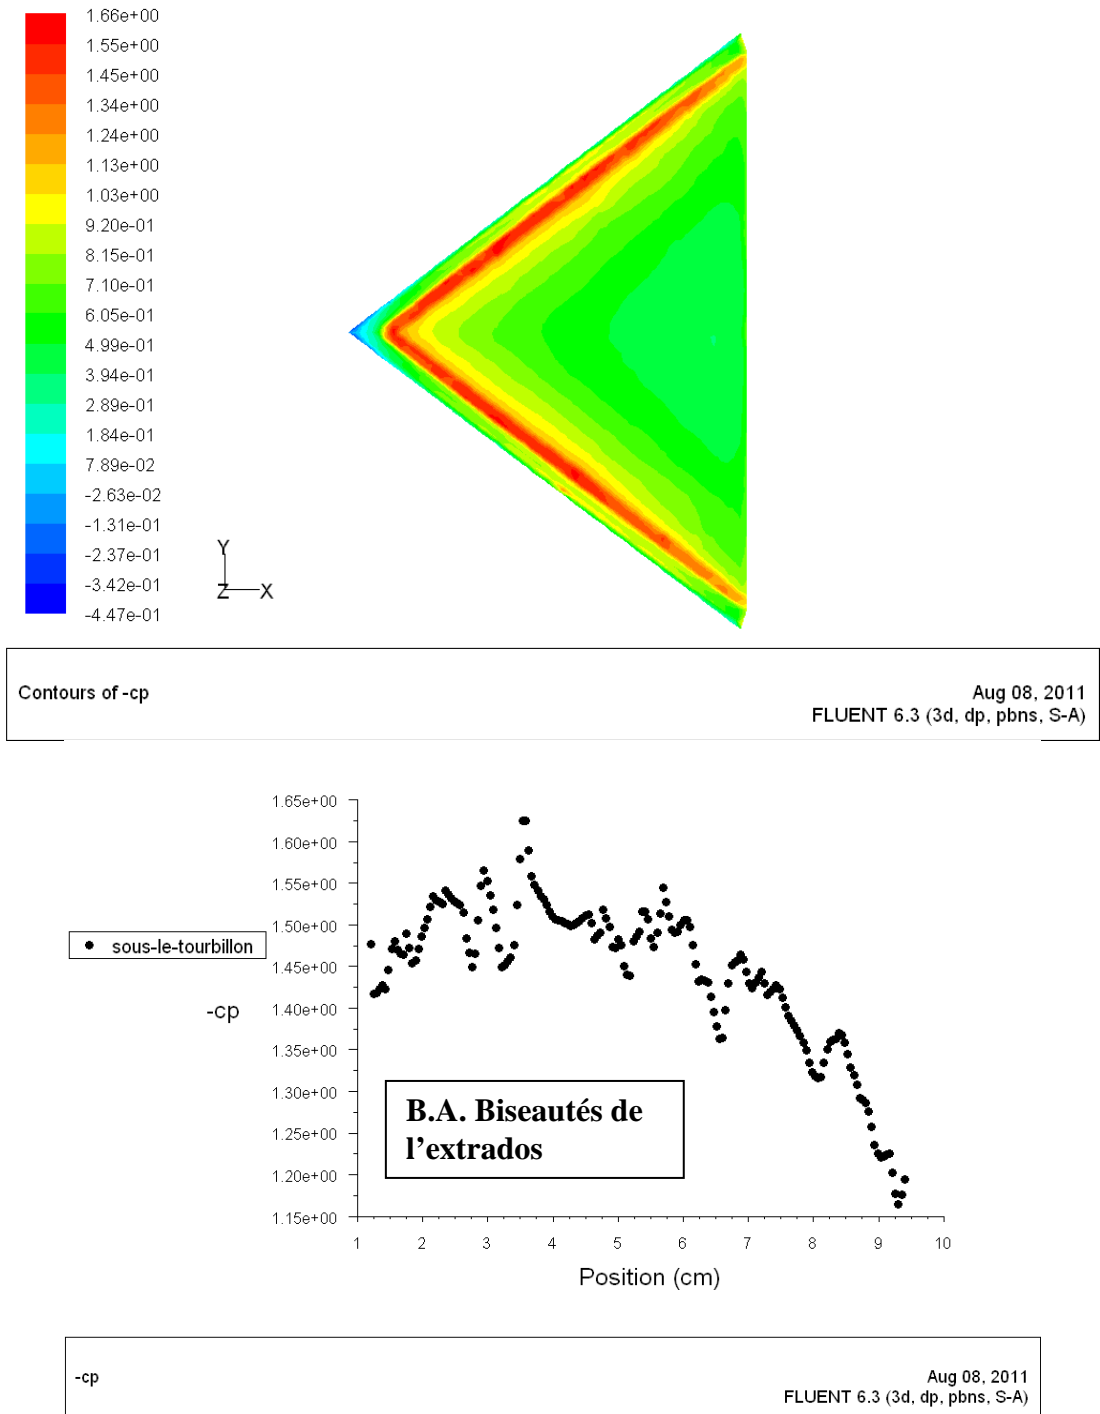 1.66e+00
1.55e+00
1.45e+00
1.34e+00
1.24e+00
1.13e+00
1.03e+00
9.20e-01
8.15e-01
7.10e-01
6.05e-01
4.99e-01
3.94e-01
2.89e-01
1.84e-01
7.89e-02
-2.63e-02
-1.31e-01
-2.37e-01
-3.42e-01
-4.47e-01
Y
Z X
Contours of -cp
Aug 08, 2011
FLUENT 6.3 (3d, dp, pbns, S-A)
1.65e+00
1.60e+00
1.55e+00
1.50e+00
1.45e+00
1.40e+00
1.35e+00
1.30e+00
1.25e+00
1.20e+00
1.15e+00
sous-le-tourbillon
-cp
B.A. Biseautés de
l’extrados
1 2 3 4 5 6 7 8 9 10
Position (cm)
-cp
Aug 08, 2011
FLUENT 6.3 (3d, dp, pbns, S-A)